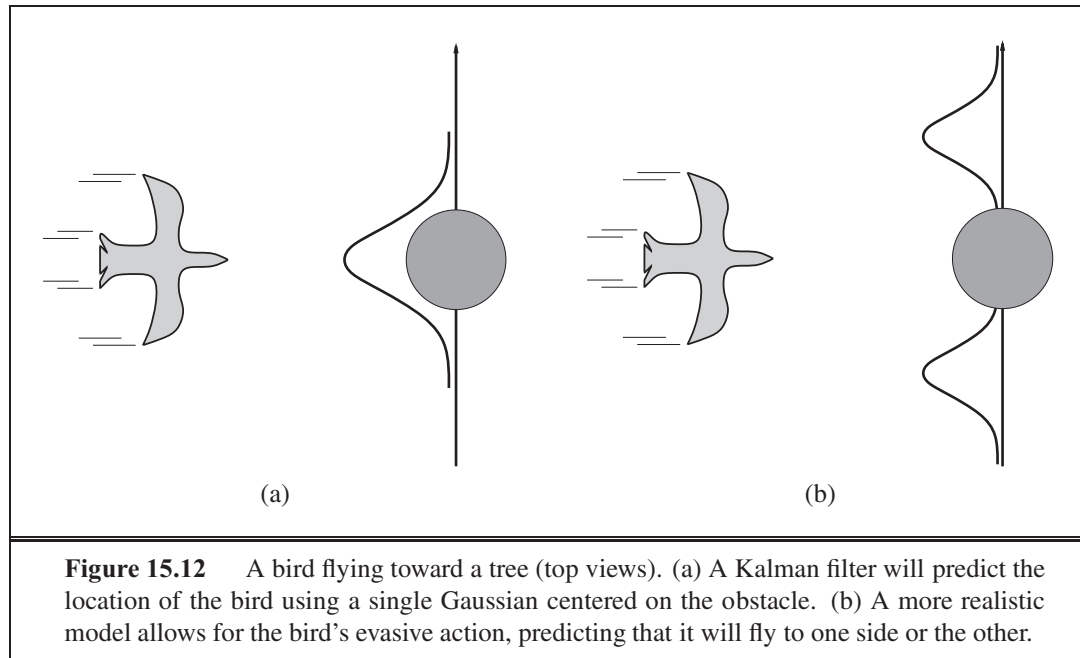 (a) (b)
Figure 15.12 A bird flying toward a tree (top views). (a) A Kalman filter will predict the
location of the bird using a single Gaussian centered on the obstacle. (b) A more realistic
model allows for the bird's evasive action, predicting that it will fly to one side or the other.